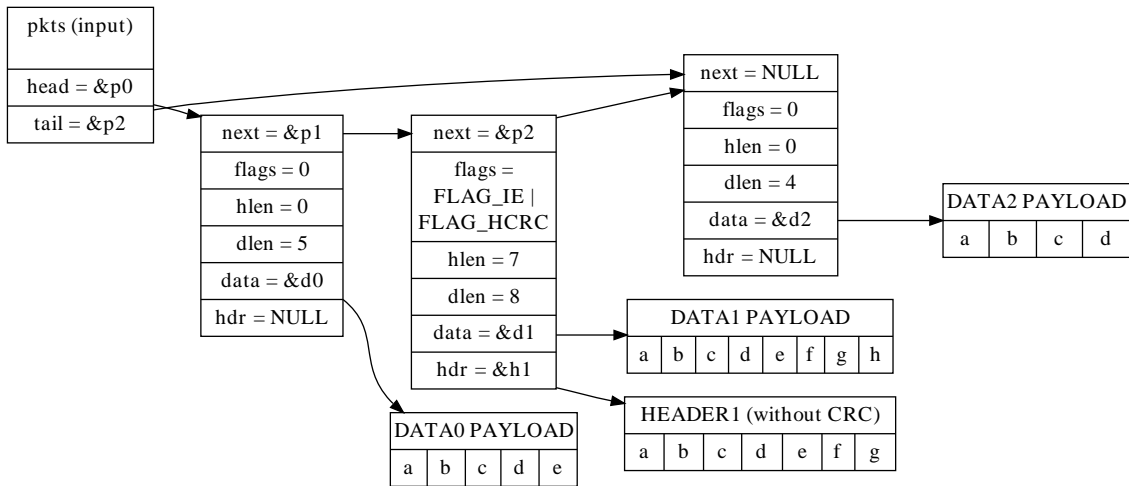 pkts (input)
head = &p0
tail = &p2
next = &p1
flags = 0
hlen = 0
dlen = 5
data = &d0
hdr = NULL
next = &p2
flags =
FLAG_IE |
FLAG_HCRC
hlen = 7
dlen = 8
data = &d1
hdr = &h1
next = NULL
flags = 0
hlen = 0
dlen = 4
data = &d2
hdr = NULL
DATA2 PAYLOAD
a b c d
DATA1 PAYLOAD
a b c d e f g h
HEADER1 (without CRC)
a b c d e f g
DATA0 PAYLOAD
a b c d e